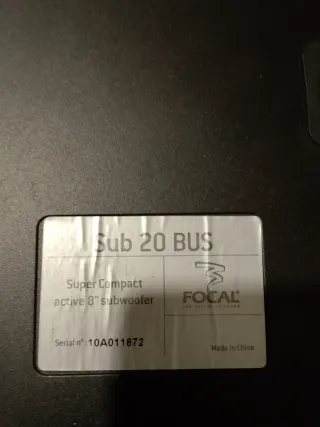 Sub 20 BUS
Super Compact
active 8" subwoofer
FOCAL®
Serial n° : 10A011872
Made in China